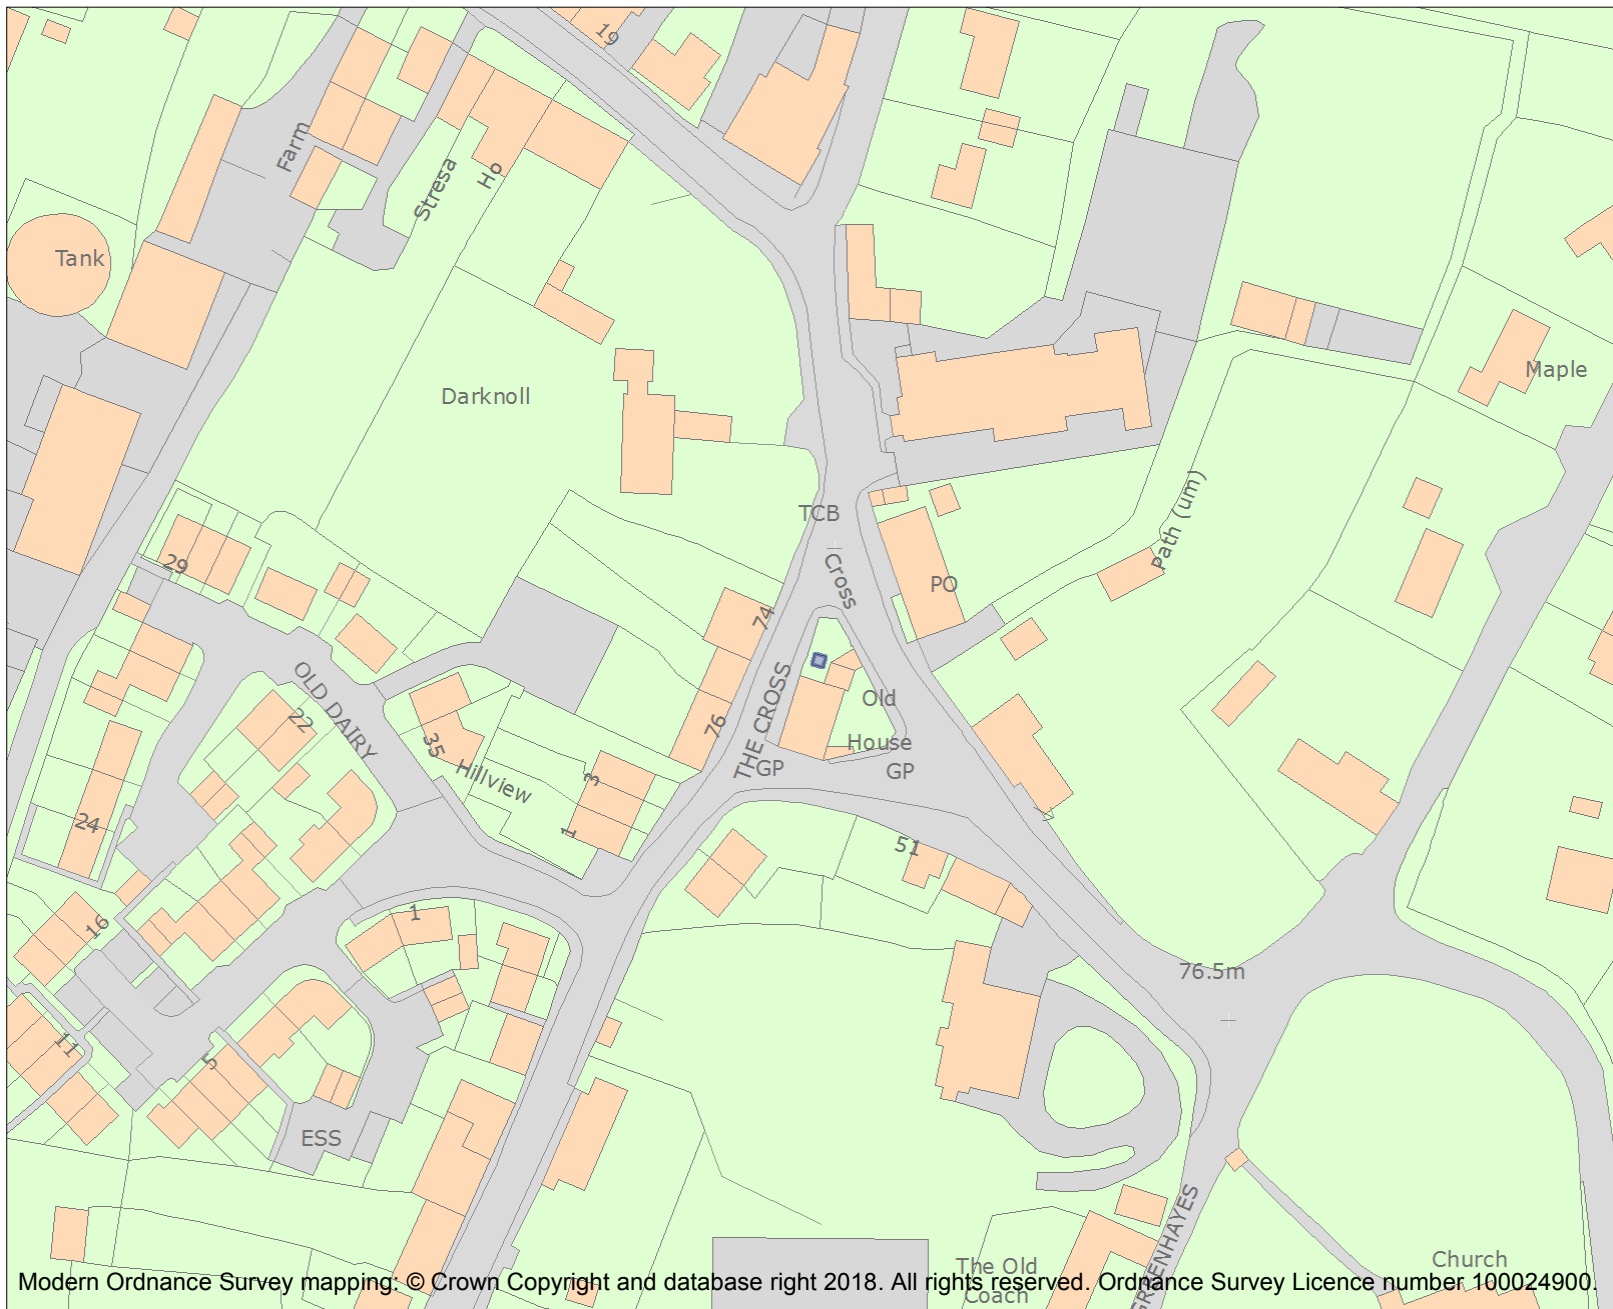 19
Farm
Stresa
Ho
Tank
Darknoll
Maple
Path (um)
TCB
Cross
29
PO
74
OLD DAIRY
22
THE CROSS
Old
House
76
35
Hillview
3
GP
GP
24
1
51
16
1
76.5m
11
5
ESS
GREENHAYES
The Old
Coach
Church
Modern Ordnance Survey mapping: © Crown Copyright and database right 2018. All rights reserved. Ordnance Survey Licence number 100024900.